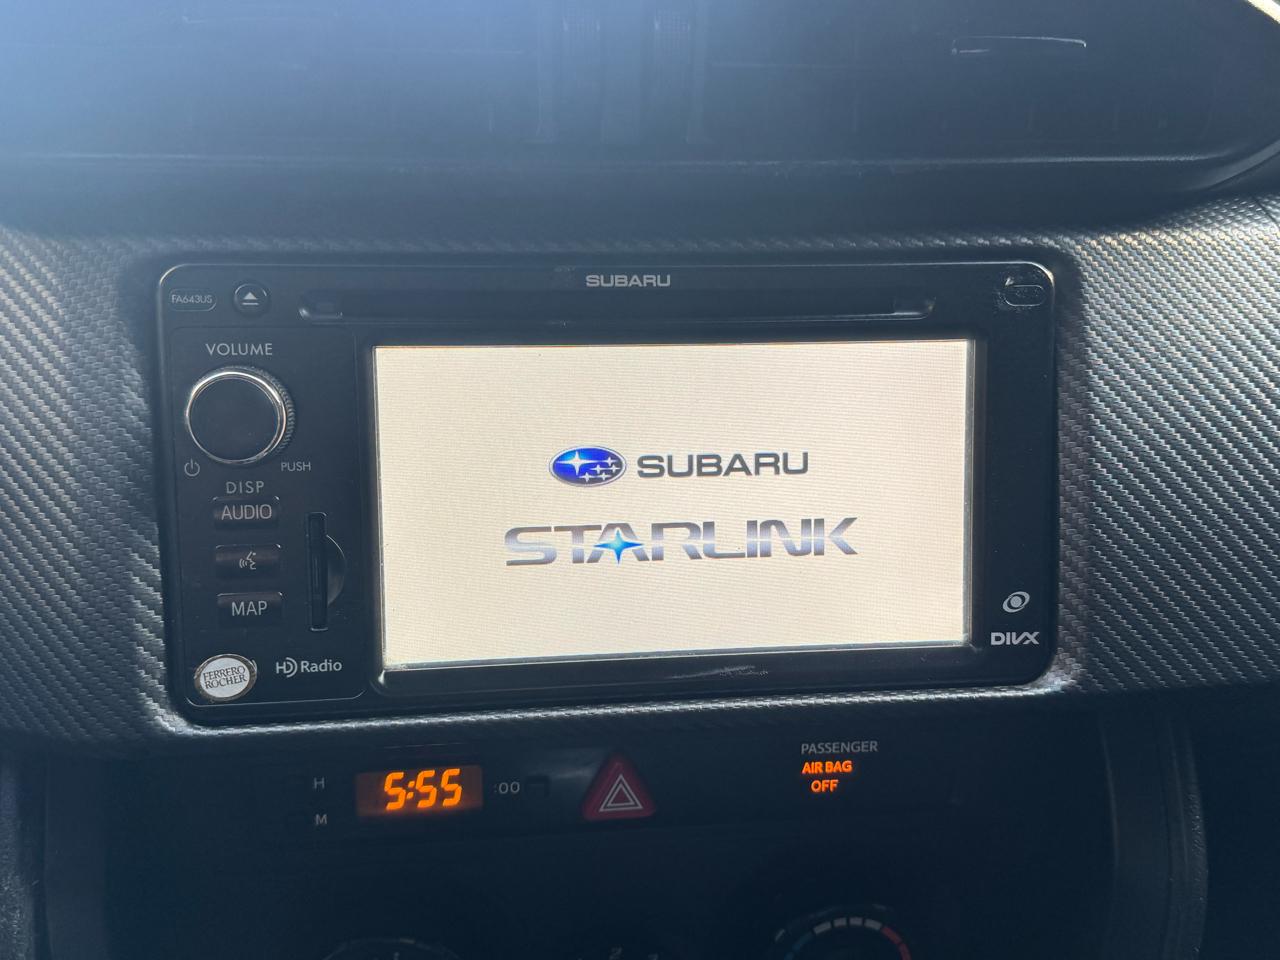 SUBARU
FA643US
VOLUME
PUSH
DISP
AUDIO
MAP
SUBARU
STARLINK
FERRERO
ROCHER
HD Radio
DIVX
H
M
5:55
:00
PASSENGER
AIR BAG
OFF